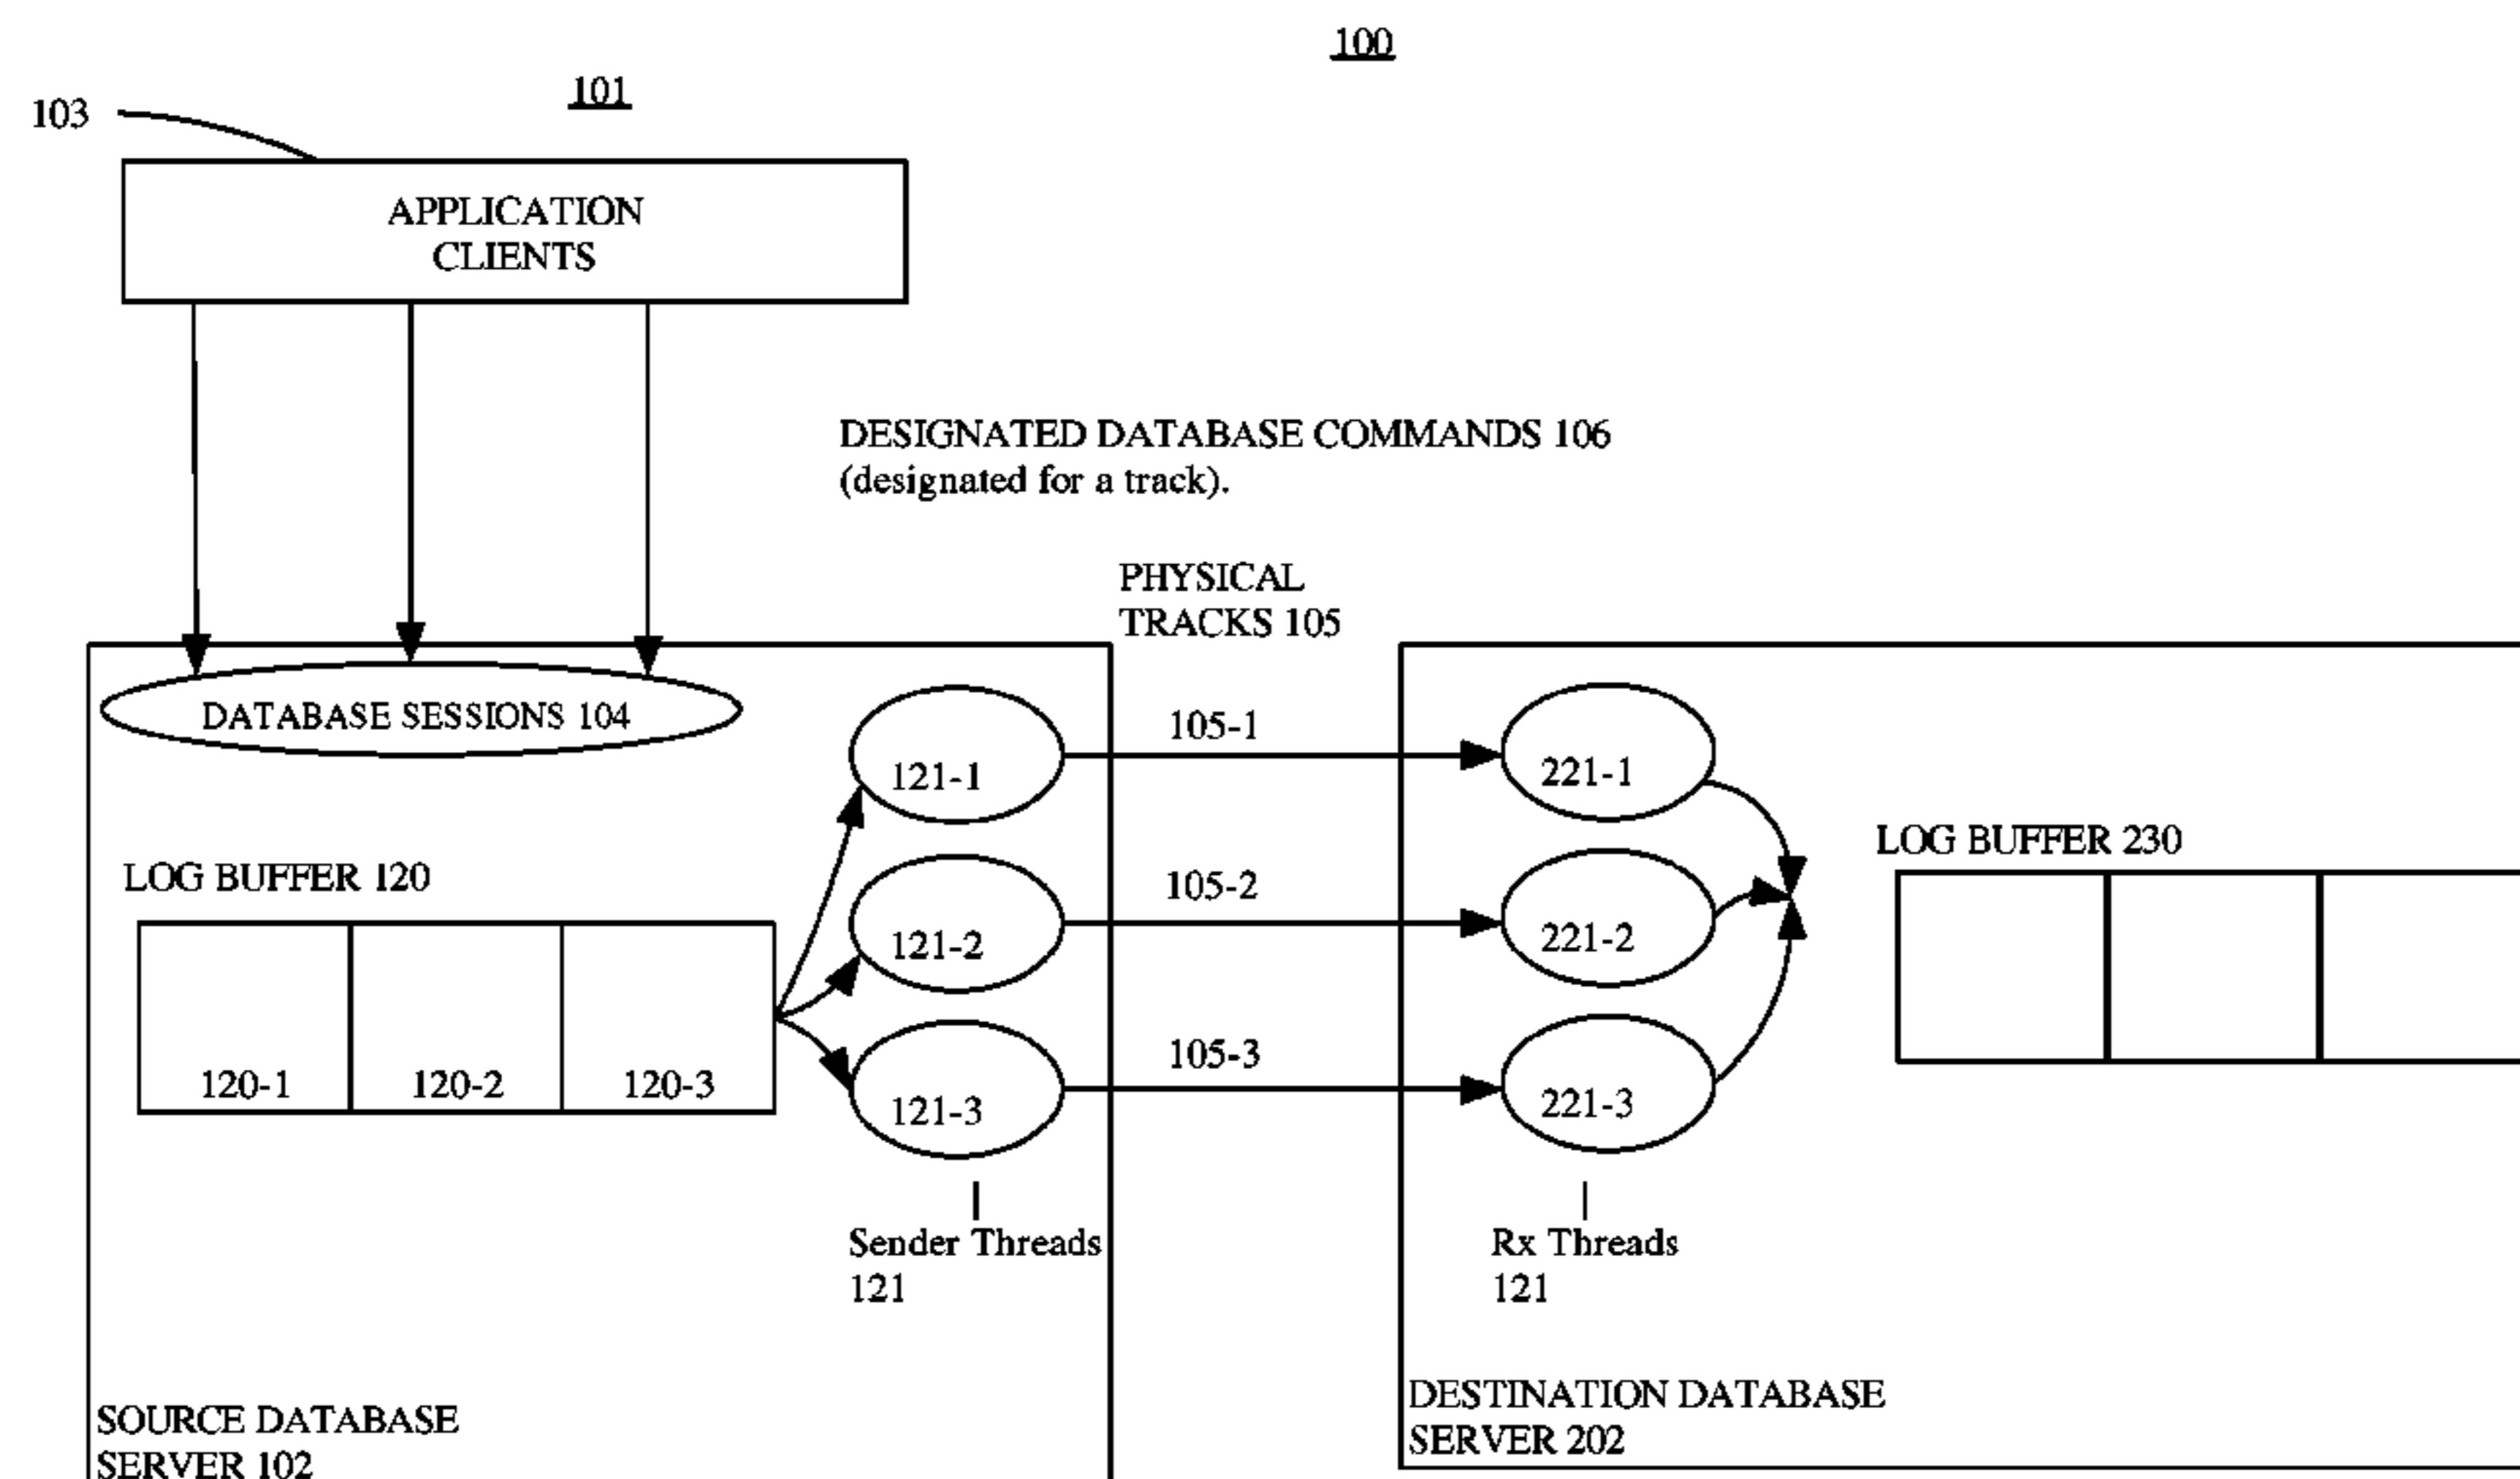 100
101
103
APPLICATION
CLIENTS
DESIGNATED DATABASE COMMANDS 106
(designated for a track).
PHYSICAL
TRACKS 105
DATABASE SESSIONS 104
121-1
105-1
221-1
LOG BUFFER 120
121-2
105-2
221-2
LOG BUFFER 230
120-1
120-2
120-3
121-3
105-3
221-3
Sender Threads
121
Rx Threads
121
SOURCE DATABASE
SERVER 102
DESTINATION DATABASE
SERVER 202